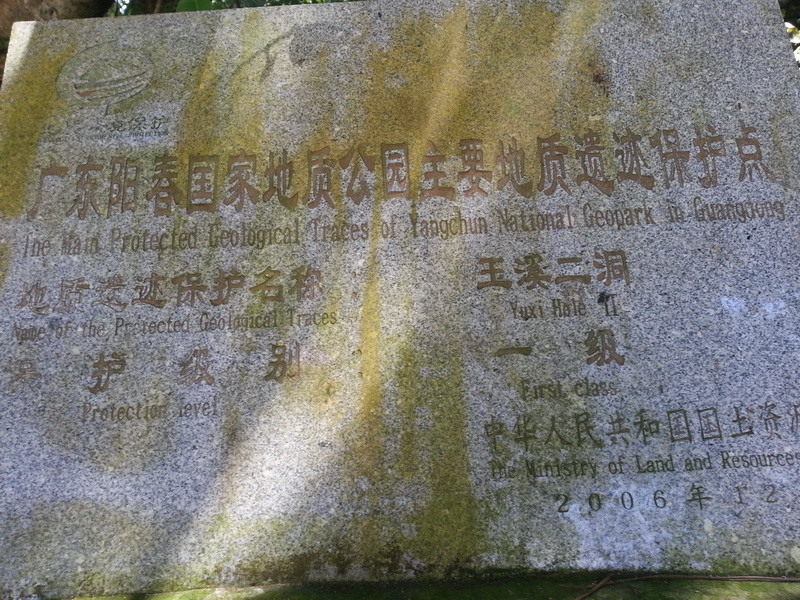 保护
广东阳春国家地质公园主要地质遗迹保护点
The Main Protected Geological Traces of Yangchun National Geopark in Guangdong
地质遗迹保护名称 玉溪二洞
Name of the Protected Geological Traces Yuxi Hole II
护级别 一级
Protection level First class
中华人民共和国国土资
The Ministry of Land and Resources
2006年12